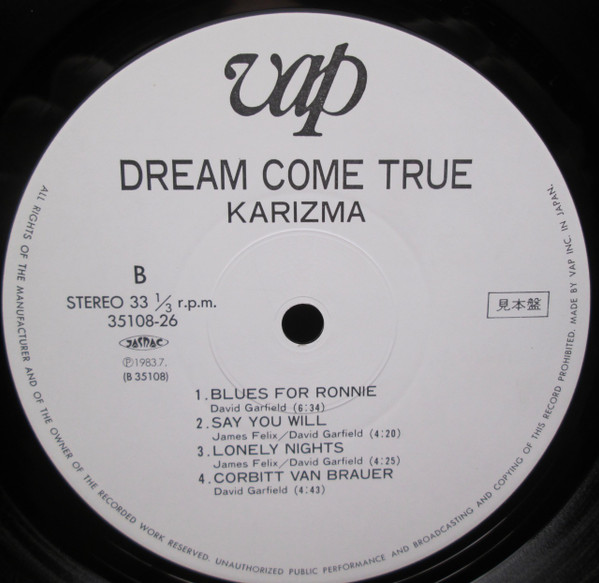 vap
DREAM COME TRUE
KARIZMA
B
STEREO 33 1/3 r.p.m.
35108-26
JASRAC
Ⓟ1983.7.
(B 35108)
見本盤
1. BLUES FOR RONNIE
David Garfield (6:34)
2. SAY YOU WILL
James Felix/David Garfield (4:20)
3. LONELY NIGHTS
James Felix/David Garfield (4:25)
4. CORBITT VAN BRAUER
David Garfield (4:43)
ALL RIGHTS OF THE MANUFACTURER AND OF THE OWNER OF THE RECORDED WORK RESERVED. UNAUTHORIZED PUBLIC PERFORMANCE AND BROADCASTING AND COPYING OF THIS RECORD PROHIBITED. MADE BY VAP INC. IN JAPAN.